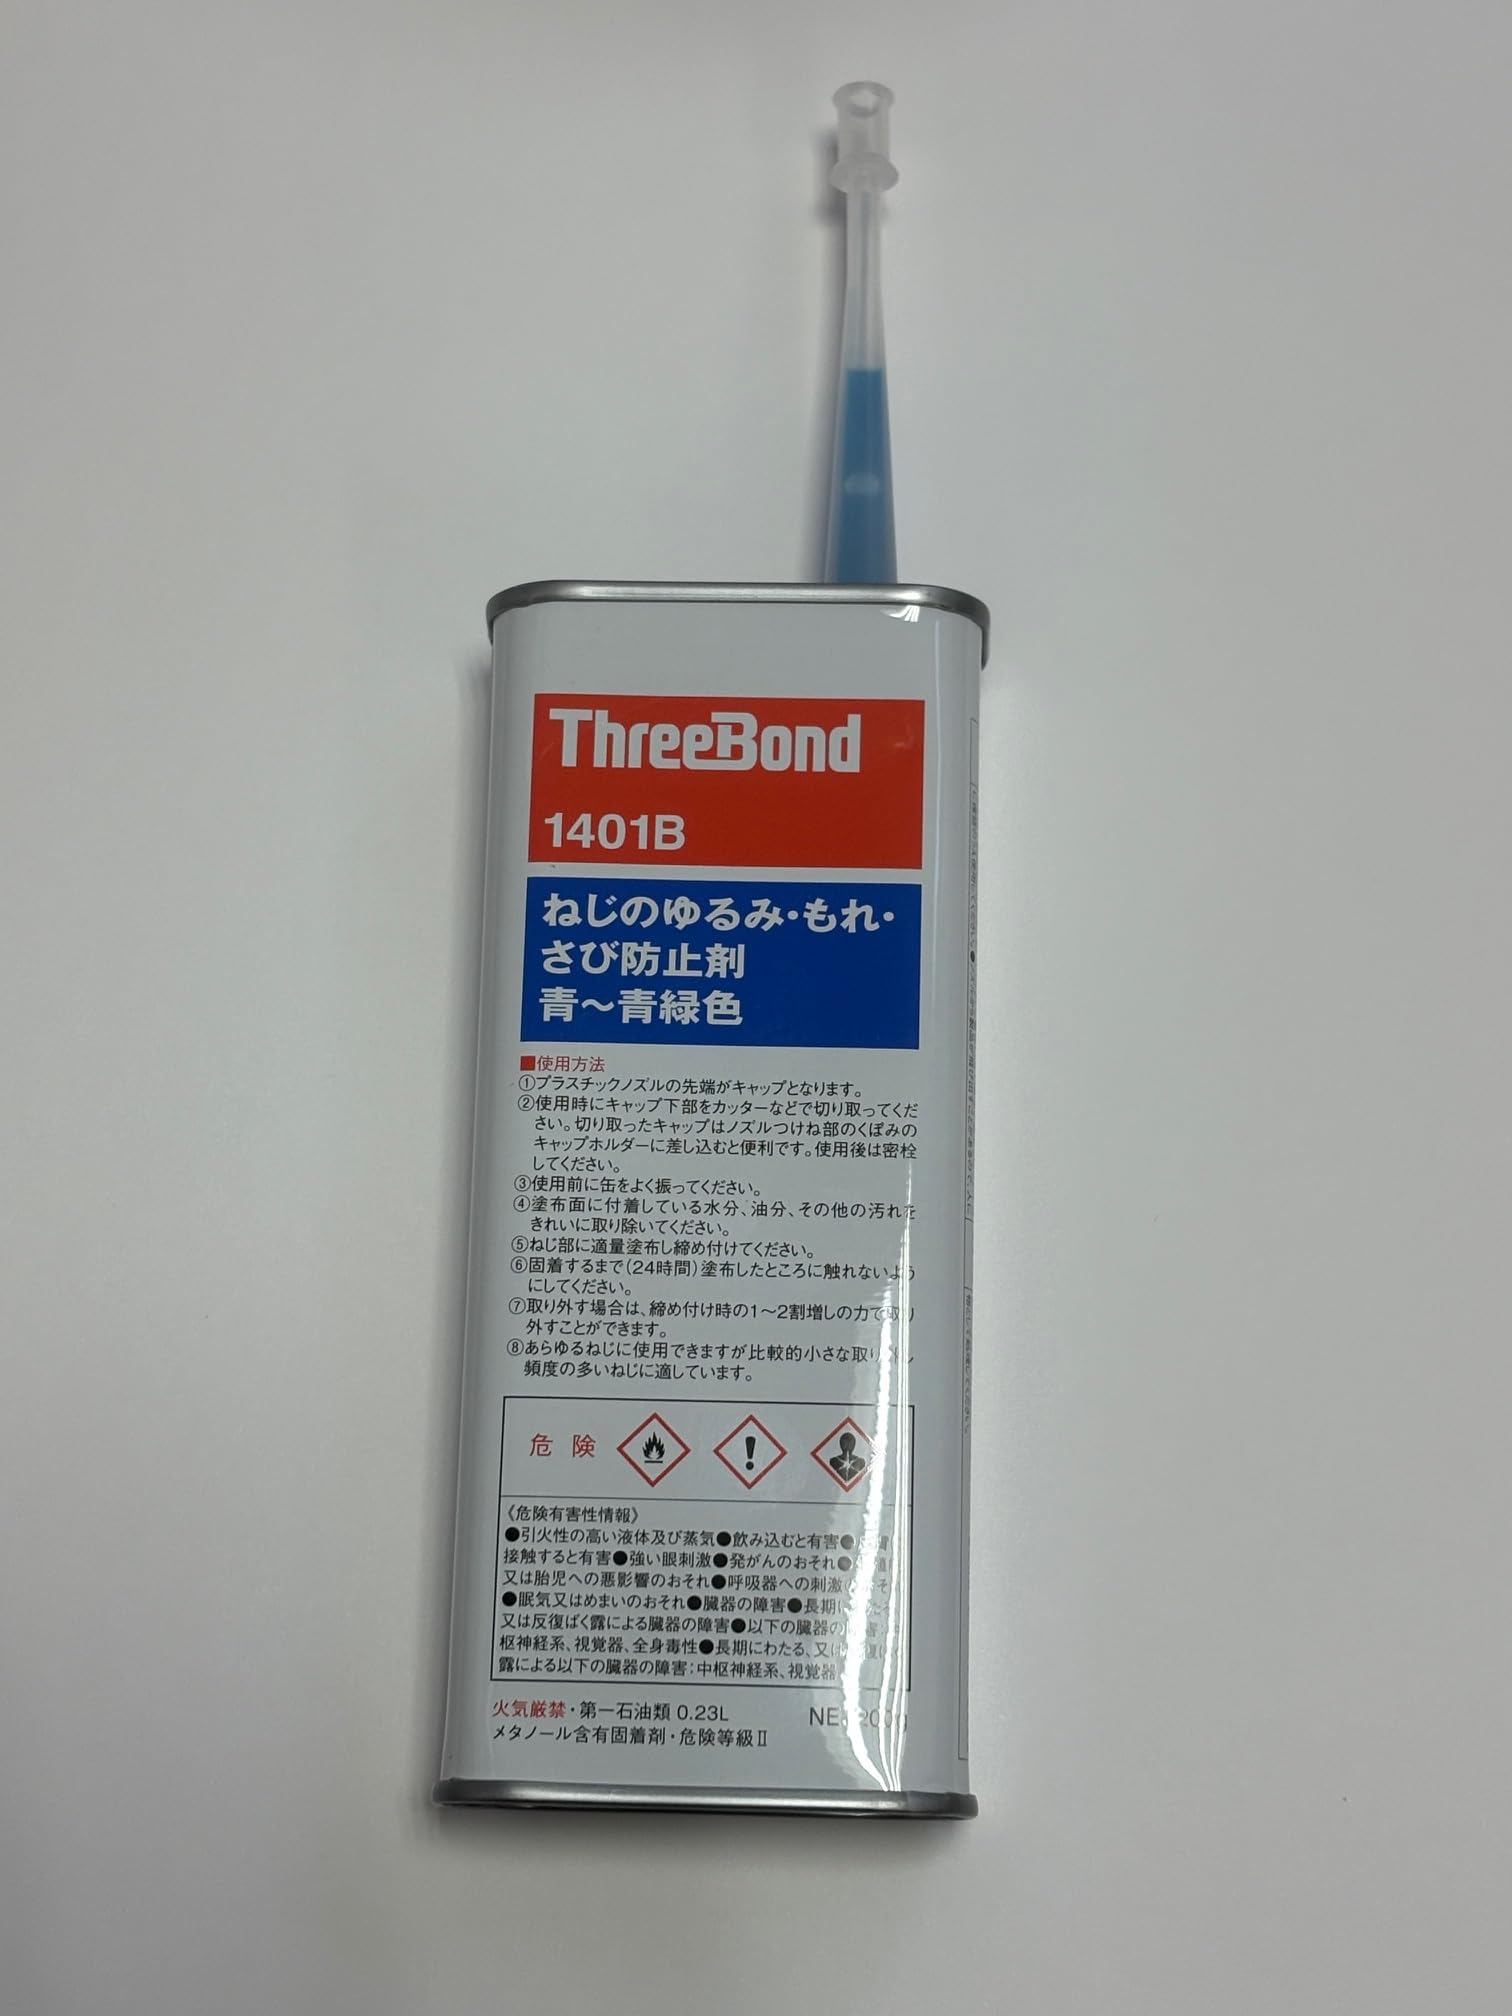 ThreeBond
1401B
ねじのゆるみ・もれ・
さび防止剤
青～青緑色
■使用方法
①プラスチックノズルの先端がキャップとなります。
②使用時にキャップ下部をカッターなどで切り取ってくだ
さい。切り取ったキャップはノズルつけね部のくぼみの
キャップホルダーに差し込むと便利です。使用後は密栓
してください。
③使用前に缶をよく振ってください。
④塗布面に付着している水分、油分、その他の汚れを
きれいに取り除いてください。
⑤ねじ部に適量塗布し締め付けてください。
⑥固着するまで(24時間)塗布したところに触れないよう
にしてください。
⑦取り外す場合は、締め付け時の1～2割増しの力で取り
外すことができます。
⑧あらゆるねじに使用できますが比較的小さな取り
頻度の多いねじに適しています。
危険
《危険有害性情報》
●引火性の高い液体及び蒸気●飲み込むと有害●
接触すると有害●強い眼刺激●発がんのおそれ●
又は胎児への悪影響のおそれ●呼吸器への刺激の
●眠気又はめまいのおそれ●臓器の障害●長期に
又は反復ばく露による臓器の障害●以下の臓器の
枢神経系、視覚器、全身毒性●長期にわたる、又は
露による以下の臓器の障害：中枢神経系、視覚器
火気厳禁・第一石油類 0.23L
メタノール含有固着剤・危険等級Ⅱ
200g